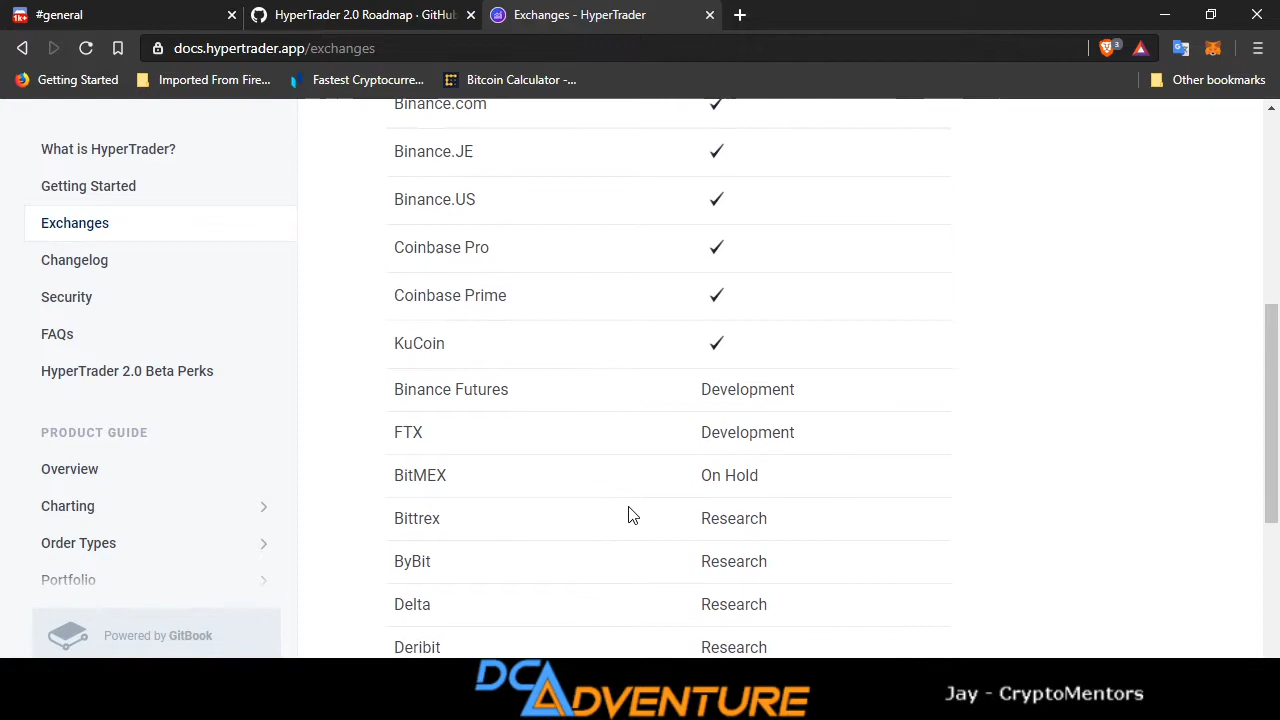 1K+ #general
HyperTrader 2.0 Roadmap · GitHub
Exchanges - HyperTrader
docs.hypertrader.app/exchanges
3
Getting Started
Imported From Fire...
Fastest Cryptocurre...
Bitcoin Calculator -...
Other bookmarks
What is HyperTrader?
Getting Started
Exchanges
Changelog
Security
FAQs
HyperTrader 2.0 Beta Perks
PRODUCT GUIDE
Overview
Charting
Order Types
Portfolio
Powered by GitBook
Binance.com ✓
Binance.JE ✓
Binance.US ✓
Coinbase Pro ✓
Coinbase Prime ✓
KuCoin ✓
Binance Futures Development
FTX Development
BitMEX On Hold
Bittrex Research
ByBit Research
Delta Research
Deribit Research
DCADVENTURE
Jay - CryptoMentors